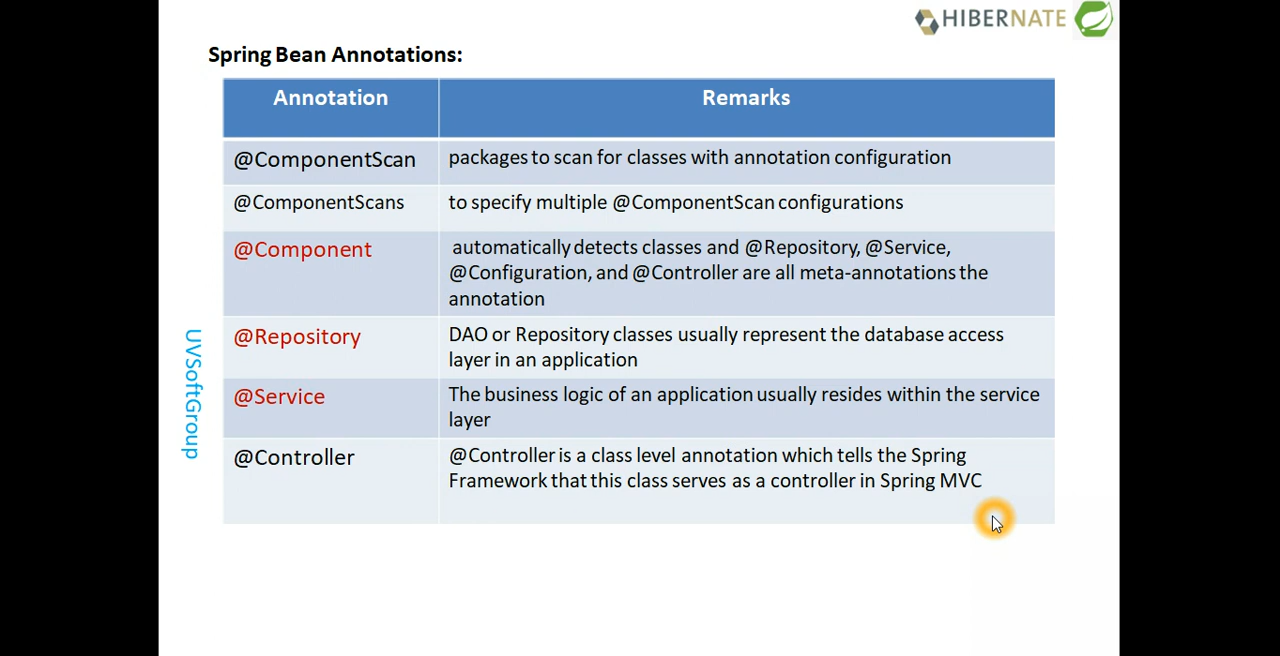 HIBERNATE
Spring Bean Annotations:
Annotation Remarks
@ComponentScan packages to scan for classes with annotation configuration
@ComponentScans to specify multiple @ComponentScan configurations
@Component automatically detects classes and @Repository, @Service,
@Configuration, and @Controller are all meta-annotations the
annotation
@Repository DAO or Repository classes usually represent the database access
layer in an application
@Service The business logic of an application usually resides within the service
layer
@Controller @Controller is a class level annotation which tells the Spring
Framework that this class serves as a controller in Spring MVC
UVSoftGroup